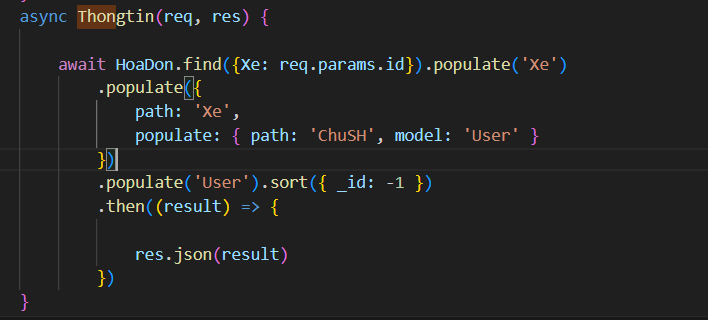 async Thongtin(req, res) {
await HoaDon.find({Xe: req.params.id}).populate('Xe')
.populate({
path: 'Xe',
populate: { path: 'ChuSH', model: 'User' }
})
.populate('User').sort({ _id: -1 })
.then((result) => {
res.json(result)
})
}